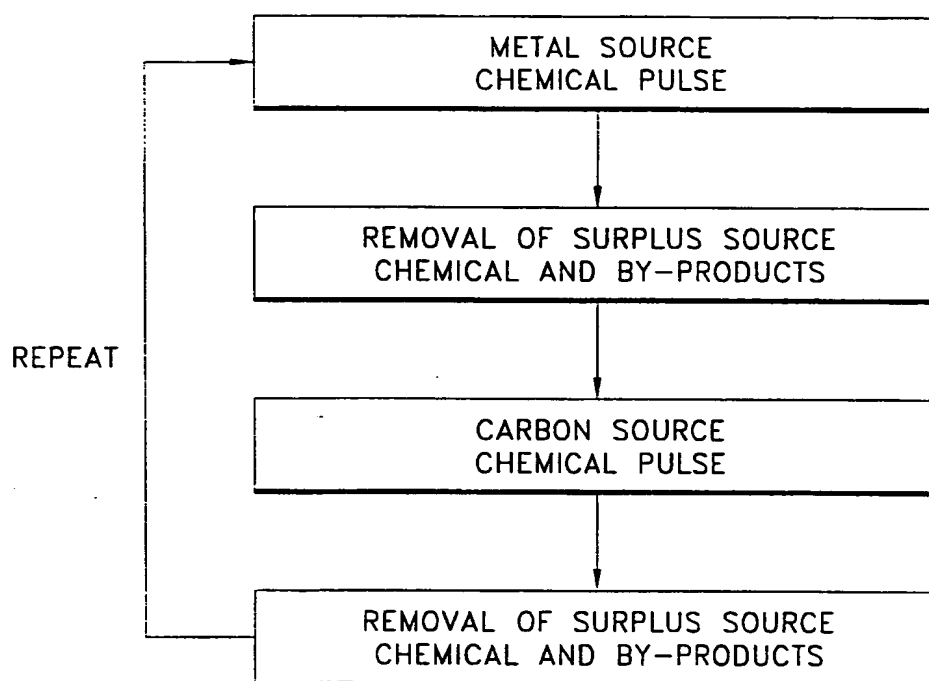 METAL SOURCE
CHEMICAL PULSE
REMOVAL OF SURPLUS SOURCE
CHEMICAL AND BY-PRODUCTS
REPEAT
CARBON SOURCE
CHEMICAL PULSE
REMOVAL OF SURPLUS SOURCE
CHEMICAL AND BY-PRODUCTS